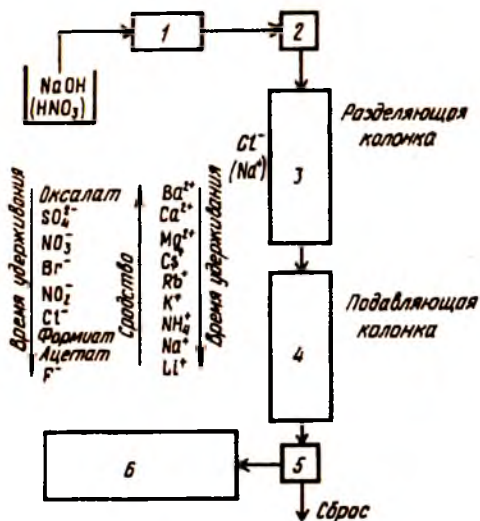 1
2
NaOH
(HNO₃)
Cl⁻
(Na⁺)
3
Разделяющая
колонка
Время удерживания
Оксалат
SO₄²⁻
NO₃⁻
Br⁻
NO₂⁻
Cl⁻
Формиат
Ацетат
F⁻
Сродство
Ba²⁺
Ca²⁺
Mg²⁺
Cs⁺
Rb⁺
K⁺
NH₄⁺
Na⁺
Li⁺
Время удерживания
Подавляющая
колонка
4
5
6
Сброс